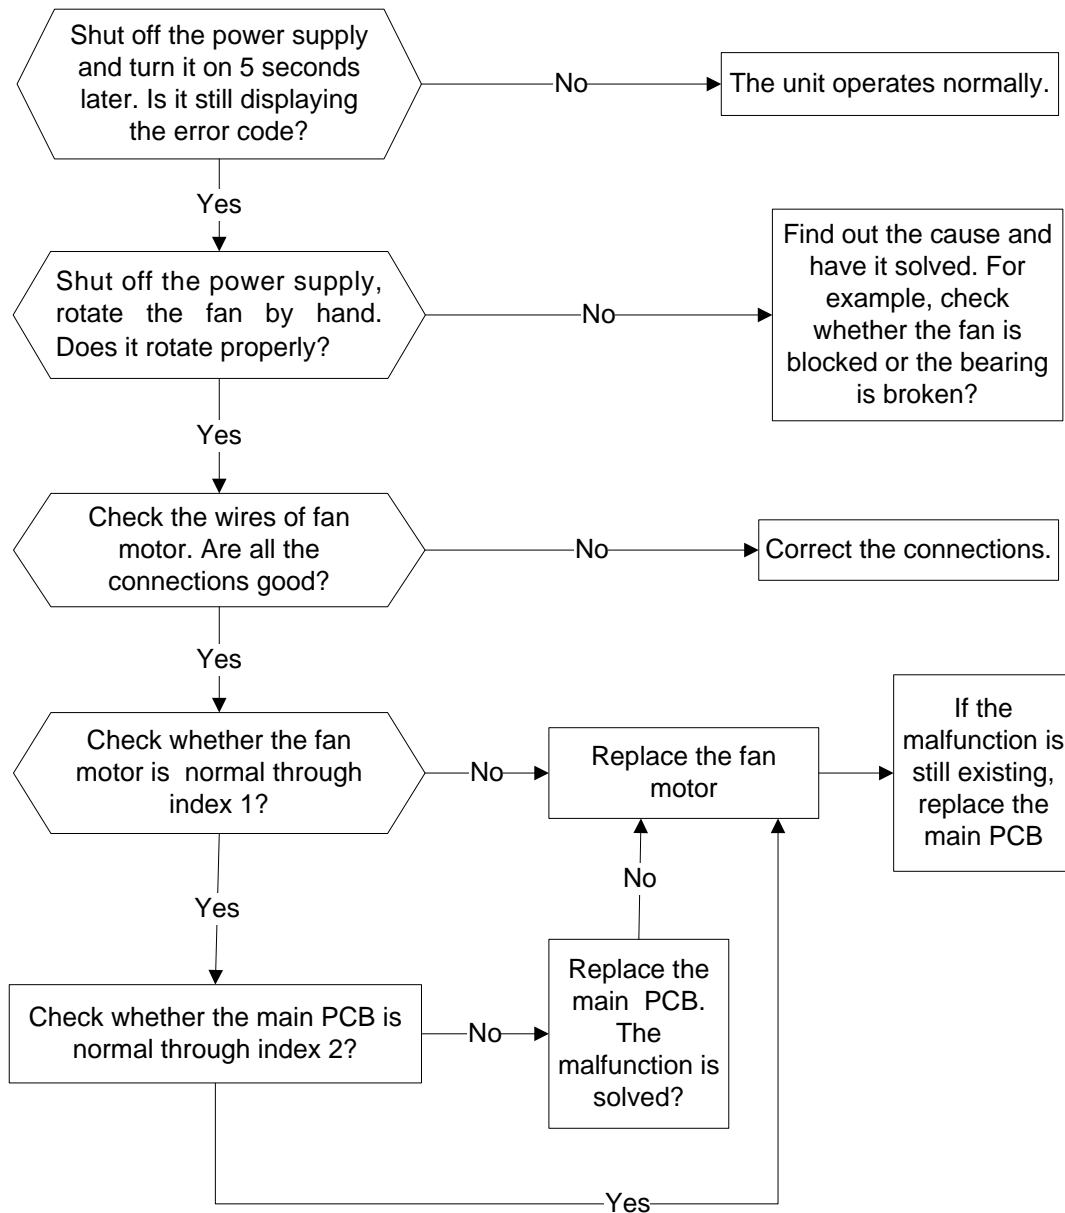 Shut off the power supply
and turn it on 5 seconds
later. Is it still displaying
the error code?
No
The unit operates normally.
Yes
Shut off the power supply,
rotate the fan by hand.
Does it rotate properly?
No
Find out the cause and
have it solved. For
example, check
whether the fan is
blocked or the bearing
is broken?
Yes
Check the wires of fan
motor. Are all the
connections good?
No
Correct the connections.
Yes
Check whether the fan
motor is normal through
index 1?
No
Replace the fan
motor
If the
malfunction is
still existing,
replace the
main PCB
Yes
No
Check whether the main PCB is
normal through index 2?
No
Replace the
main PCB.
The
malfunction is
solved?
Yes